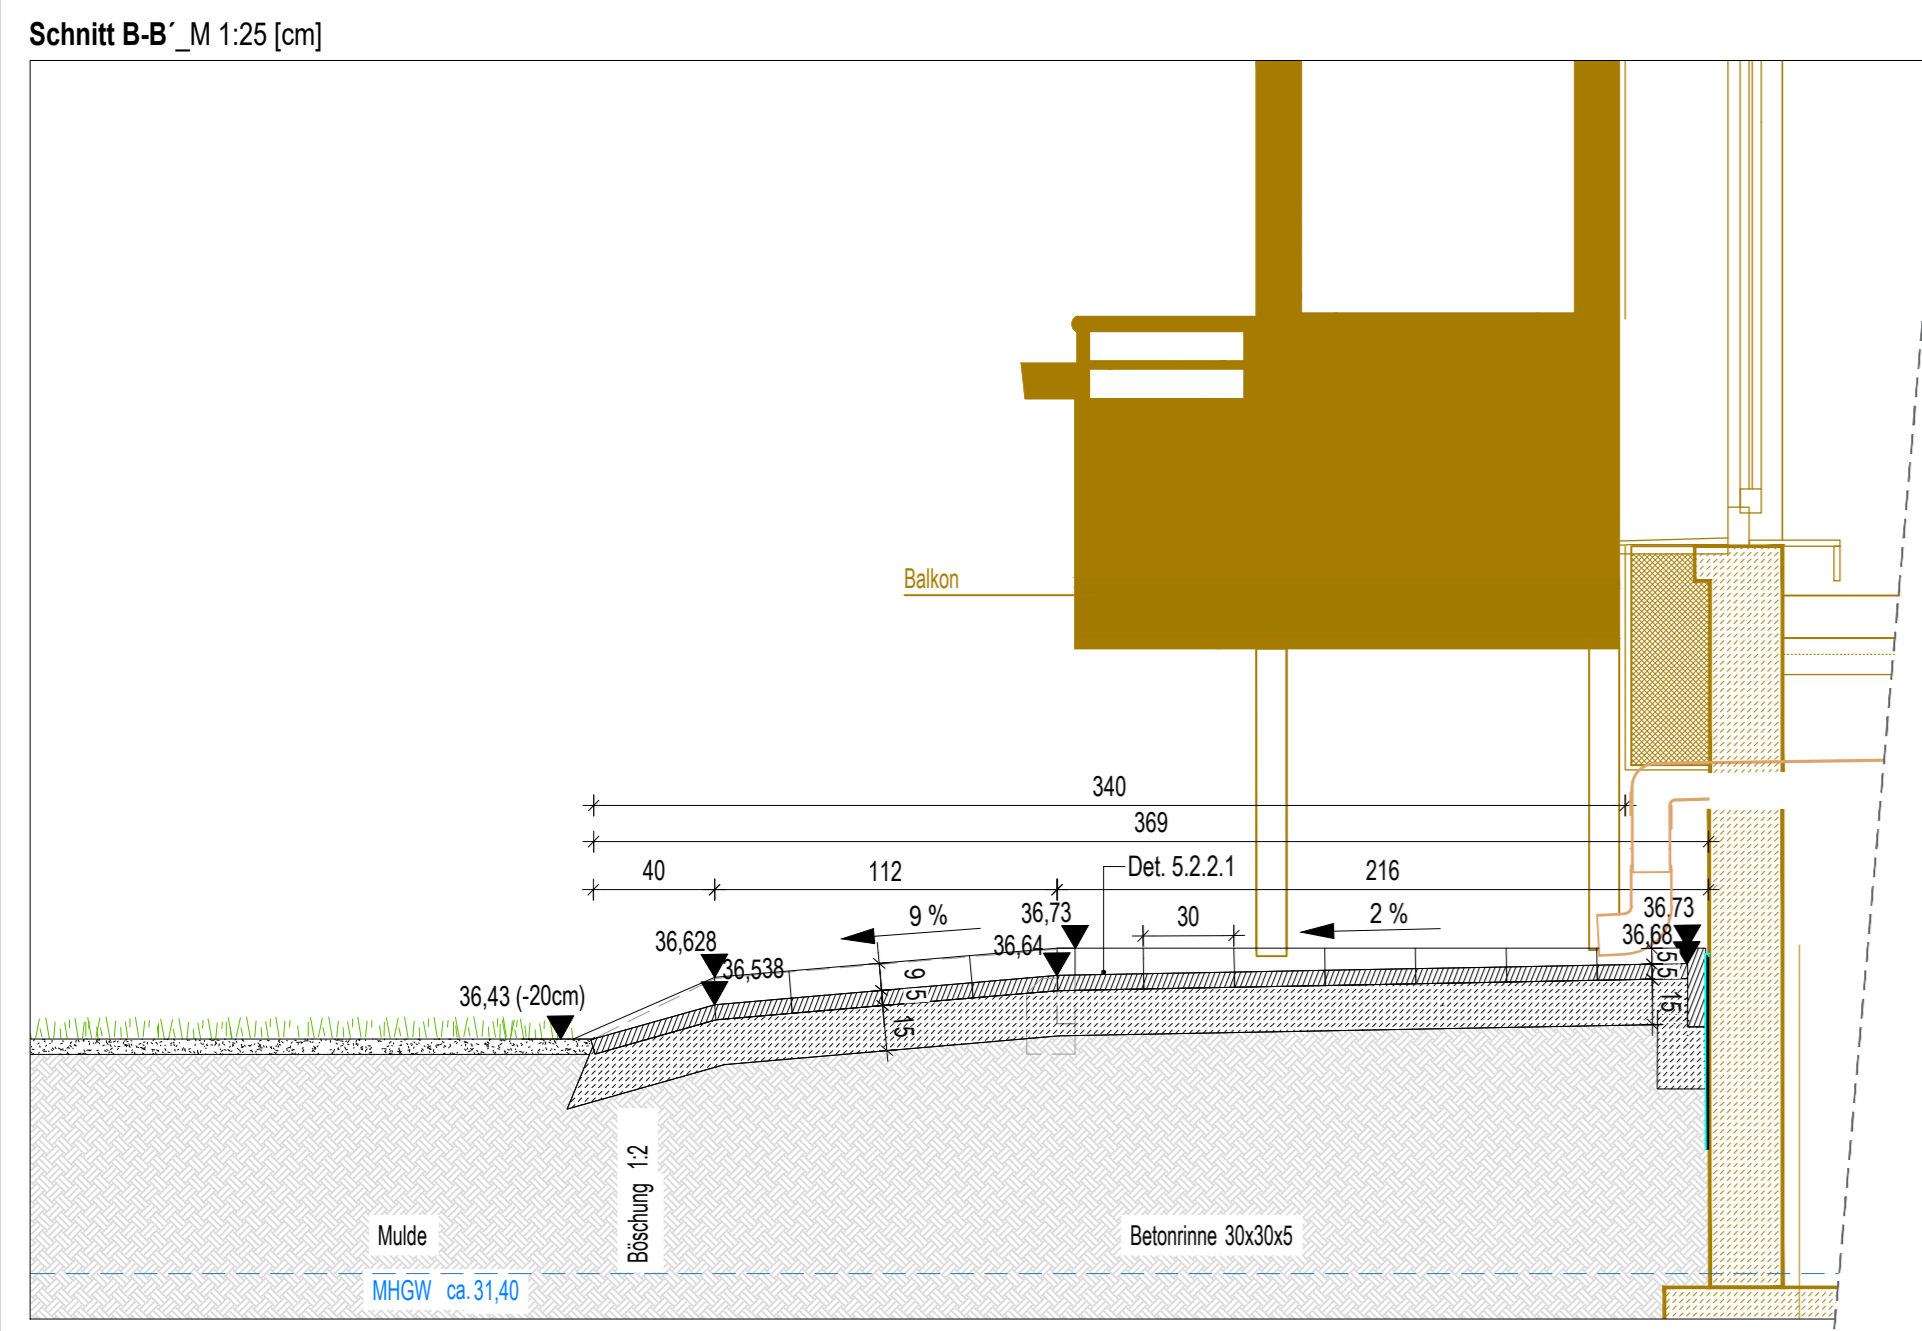 Schnitt B-B´_M 1:25 [cm]
Balkon
340
369
40
112
Det. 5.2.2.1
216
9 %
36,73
30
2 %
36,73
36,628
36,64
36,68
36,538
9
5
15
5
5
15
36,43 (-20cm)
Böschung 1:2
Mulde
Betonrinne 30x30x5
MHGW ca. 31,40